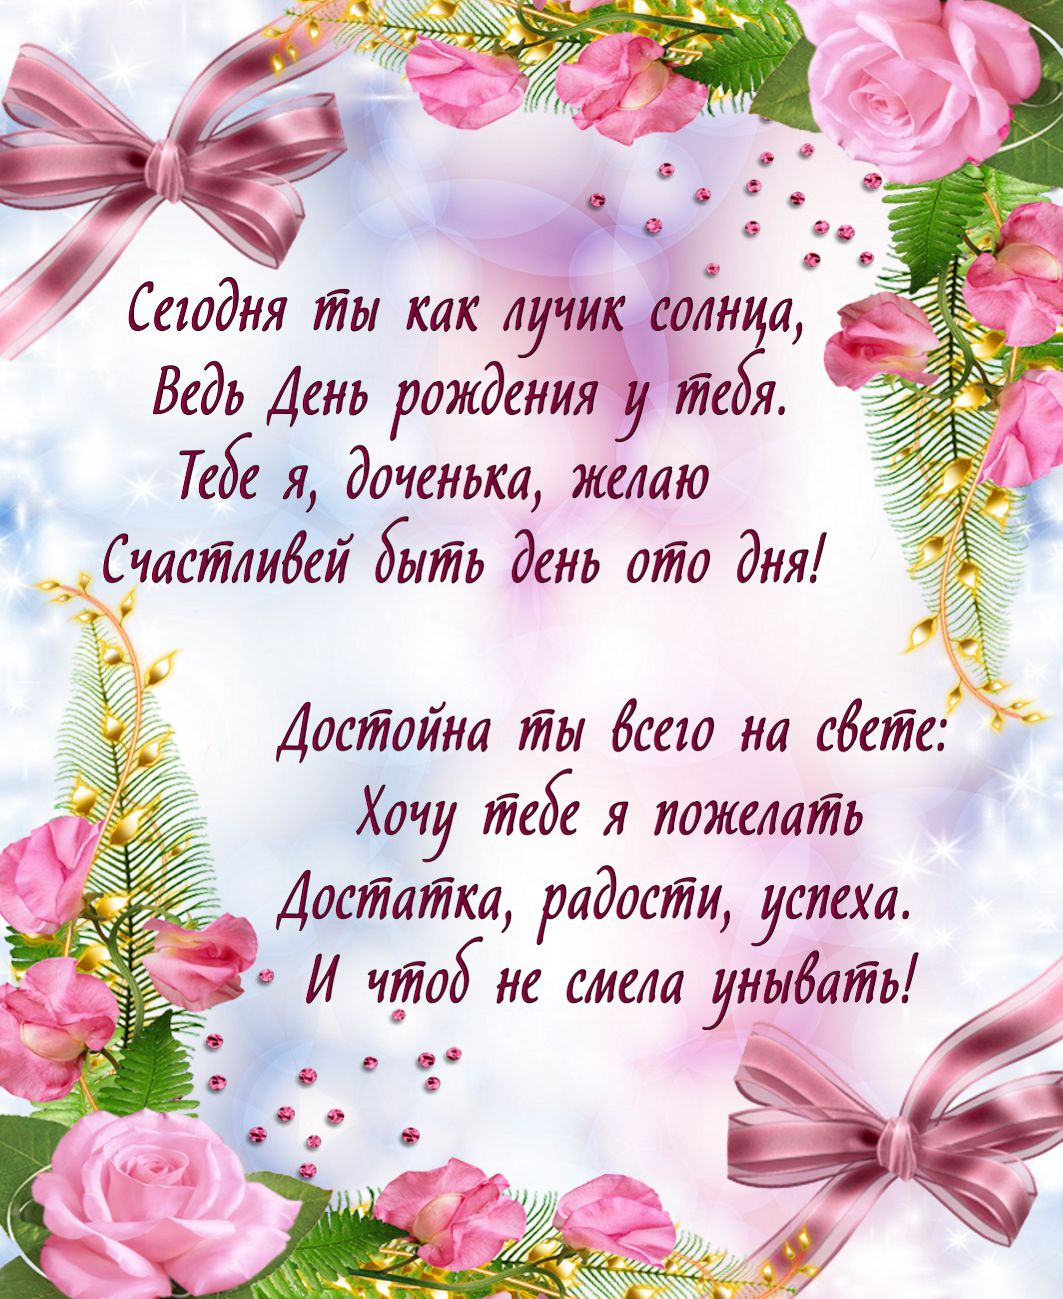 Сегодня ты как лучик солнца,
Ведь День рождения у тебя.
Тебе я, доченька, желаю
Счастливей быть день ото дня!
Достойна ты всего на свете:
Хочу тебе я пожелать
Достатка, радости, успеха.
И чтоб не смела унывать!